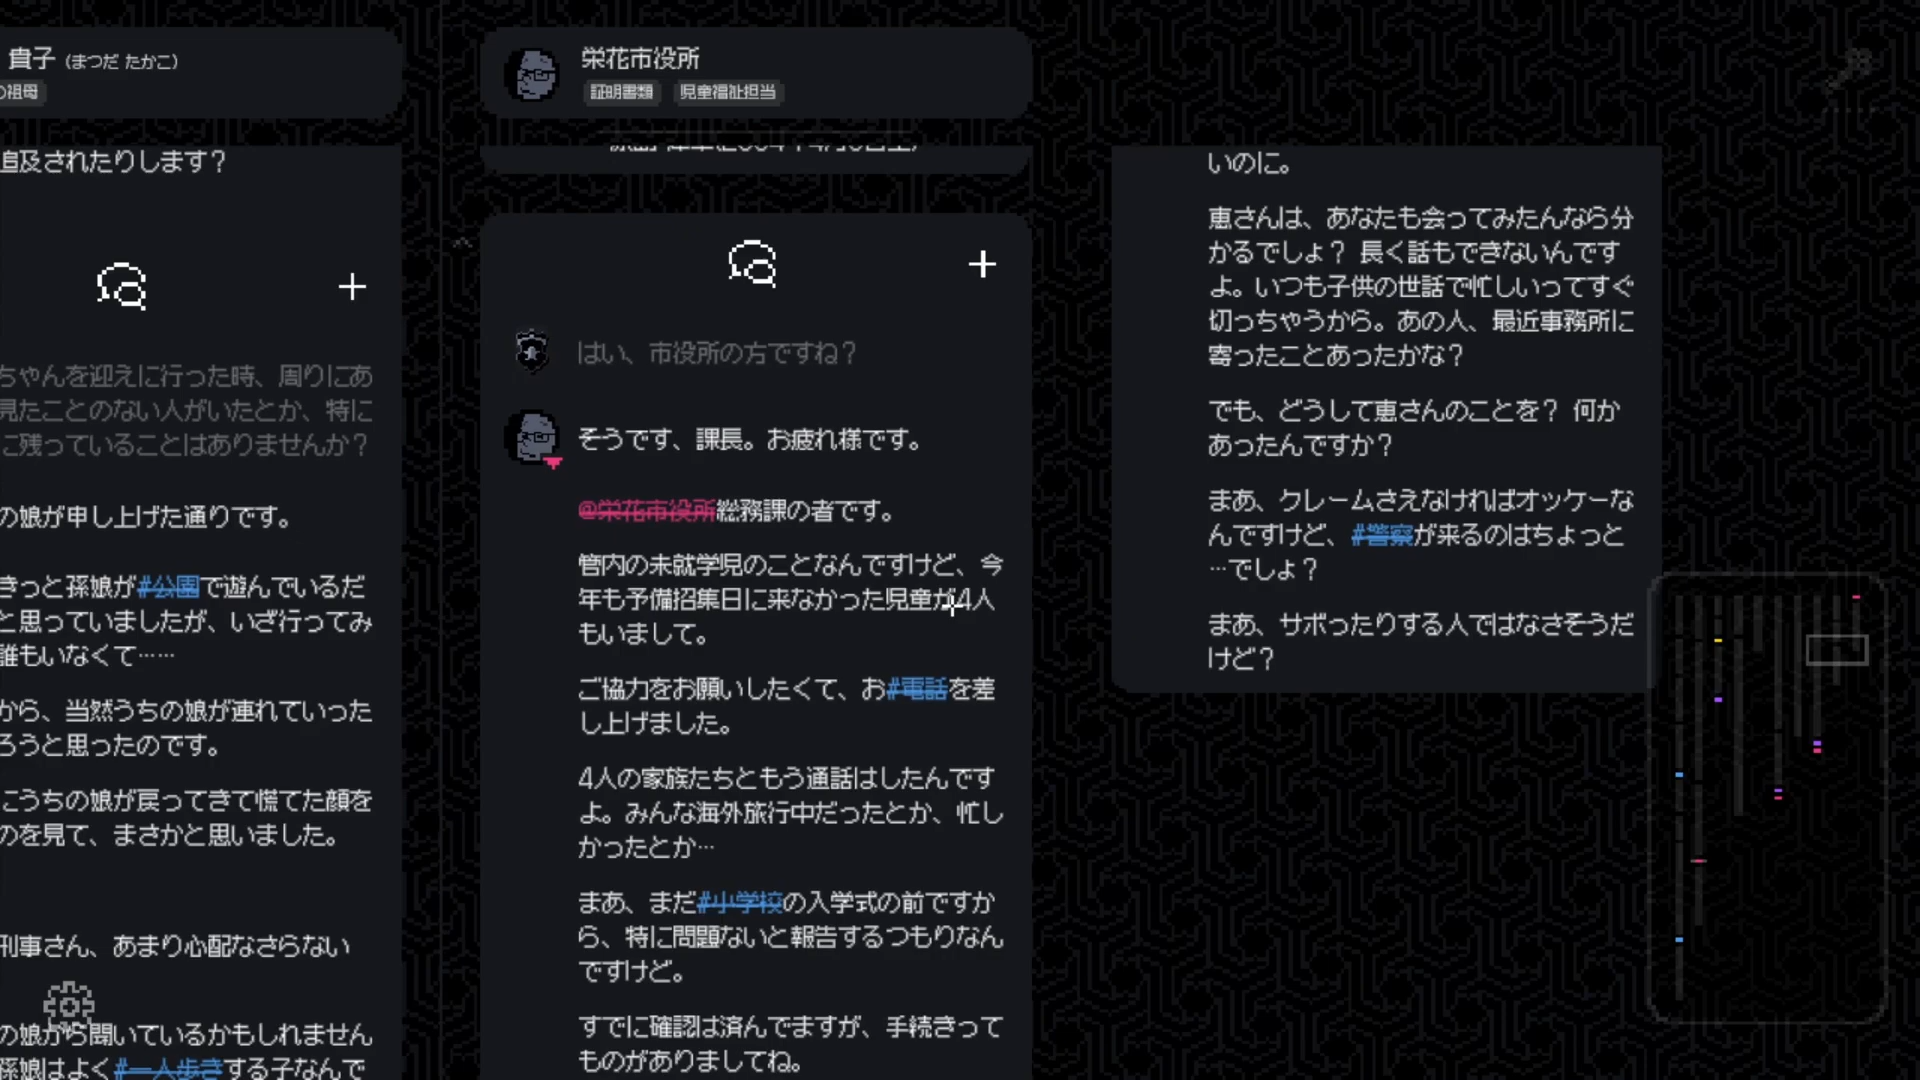 貴子 (まつだ たかこ)
の祖母
追及されたりします？
ちゃんを迎えに行った時、周りにあ
見たことのない人がいたとか、特に
に残っていることはありませんか？
の娘が申し上げた通りです。
きっと孫娘が#公園で遊んでいるだ
と思っていましたが、いざ行ってみ
誰もいなくて……
から、当然うちの娘が連れていった
ろうと思ったのです。
こうちの娘が戻ってきて慌てた顔を
のを見て、まさかと思いました。
刑事さん、あまり心配なさらない
の娘から聞いているかもしれません
孫娘はよく#一人歩きする子なんで
栄花市役所
証明書類 児童福祉担当
はい、市役所の方ですね？
そうです、課長。お疲れ様です。
@栄花市役所総務課の者です。
管内の未就学児のことなんですけど、今
年も予備招集日に来なかった児童が4人
もいまして。
ご協力をお願いしたくて、お#電話を差
し上げました。
4人の家族たちともう通話はしたんです
よ。みんな海外旅行中だったとか、忙し
かったとか…
まあ、まだ#小学校の入学式の前ですか
ら、特に問題ないと報告するつもりなん
ですけど。
すでに確認は済んでますが、手続きって
ものがありましてね。
いのに。
恵さんは、あなたも会ってみたんなら分
かるでしょ？ 長く話もできないんです
よ。いつも子供の世話で忙しいってすぐ
切っちゃうから。あの人、最近事務所に
寄ったことあったかな？
でも、どうして恵さんのことを？ 何か
あったんですか？
まあ、クレームさえなければオッケーな
んですけど、#警察が来るのはちょっと
…でしょ？
まあ、サボったりする人ではなさそうだ
けど？